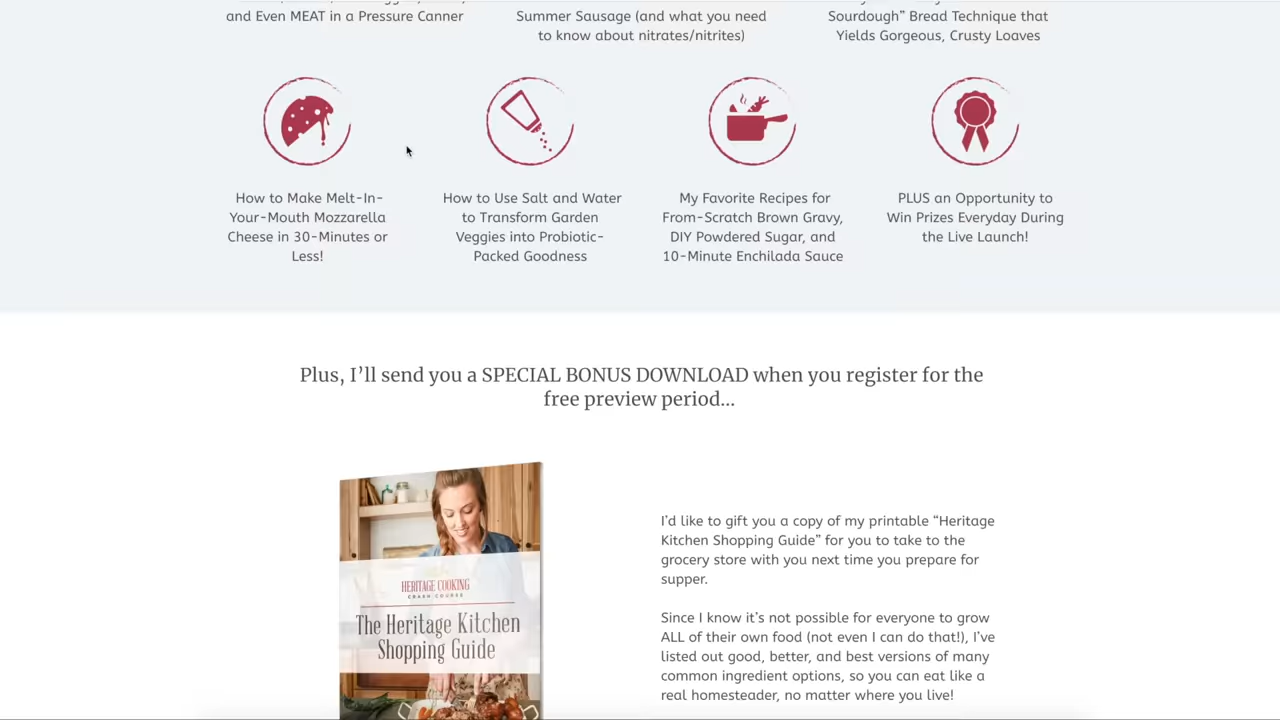 and Even MEAT in a Pressure Canner
Summer Sausage (and what you need
to know about nitrates/nitrites)
Sourdough" Bread Technique that
Yields Gorgeous, Crusty Loaves
How to Make Melt-In-
Your-Mouth Mozzarella
Cheese in 30-Minutes or
Less!
How to Use Salt and Water
to Transform Garden
Veggies into Probiotic-
Packed Goodness
My Favorite Recipes for
From-Scratch Brown Gravy,
DIY Powdered Sugar, and
10-Minute Enchilada Sauce
PLUS an Opportunity to
Win Prizes Everyday During
the Live Launch!
Plus, I’ll send you a SPECIAL BONUS DOWNLOAD when you register for the
free preview period...
HERITAGE COOKING
CRASH COURSE
The Heritage Kitchen
Shopping Guide
I’d like to gift you a copy of my printable “Heritage
Kitchen Shopping Guide” for you to take to the
grocery store with you next time you prepare for
supper.
Since I know it’s not possible for everyone to grow
ALL of their own food (not even I can do that!), I’ve
listed out good, better, and best versions of many
common ingredient options, so you can eat like a
real homesteader, no matter where you live!